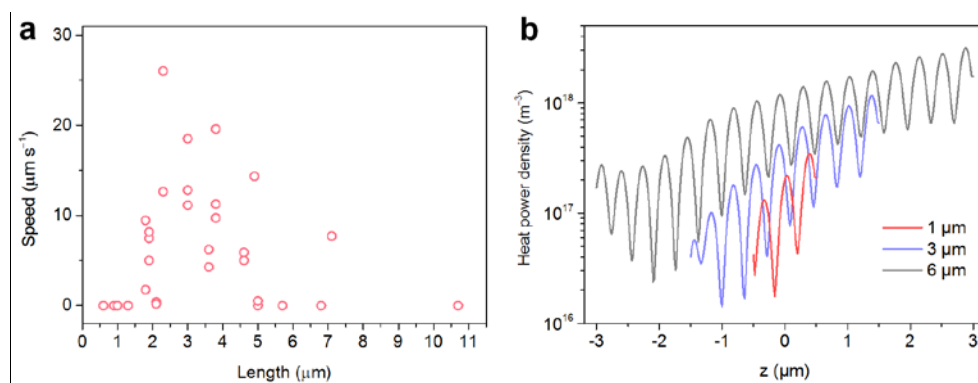 a
30
20
10
0
Speed (μm s⁻¹)
0 1 2 3 4 5 6 7 8 9 10 11
Length (μm)
b
10¹⁸
10¹⁷
10¹⁶
Heat power density (m⁻³)
1 μm
3 μm
6 μm
-3 -2 -1 0 1 2 3
z (μm)